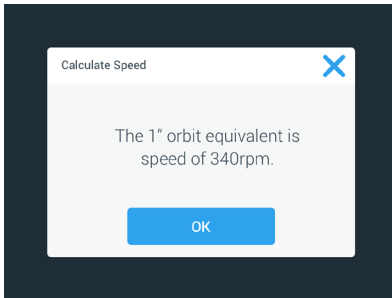 Calculate Speed
The 1” orbit equivalent is
speed of 340rpm.
OK